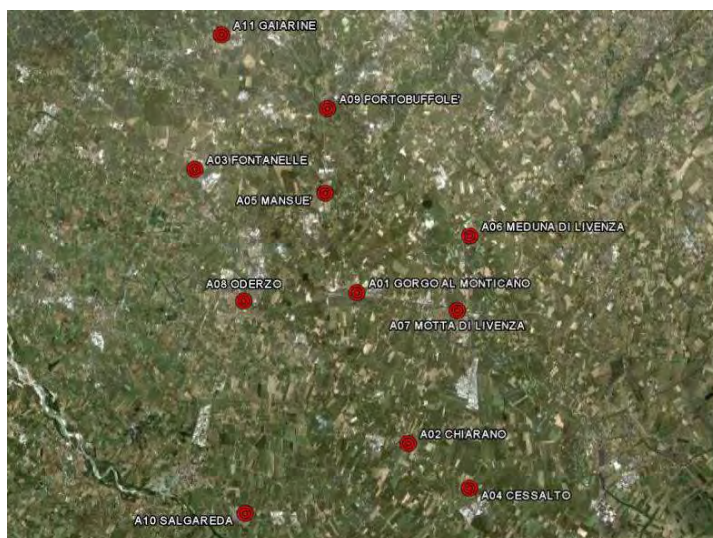 A11 GAIARINE
A09 PORTOBUFFOLE'
A03 FONTANELLE
A05 MANSUE'
A06 MEDUNA DI LIVENZA
A08 ODERZO
A01 GORGO AL MONTICANO
A07 MOTTA DI LIVENZA
A02 CHIARANO
A04 CESSALTO
A10 SALGAREDA